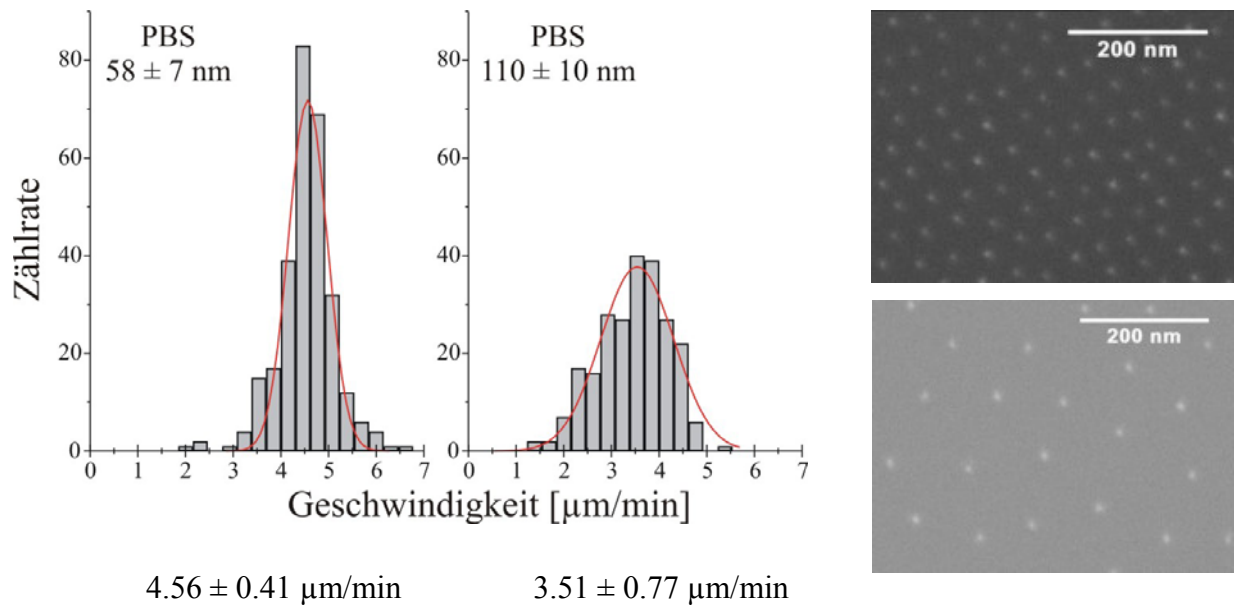 PBS
58 ± 7 nm
PBS
110 ± 10 nm
80
60
40
20
0
80
60
40
20
0
Zählrate
0 1 2 3 4 5 6 7
0 1 2 3 4 5 6 7
Geschwindigkeit [µm/min]
4.56 ± 0.41 µm/min
3.51 ± 0.77 µm/min
200 nm
200 nm